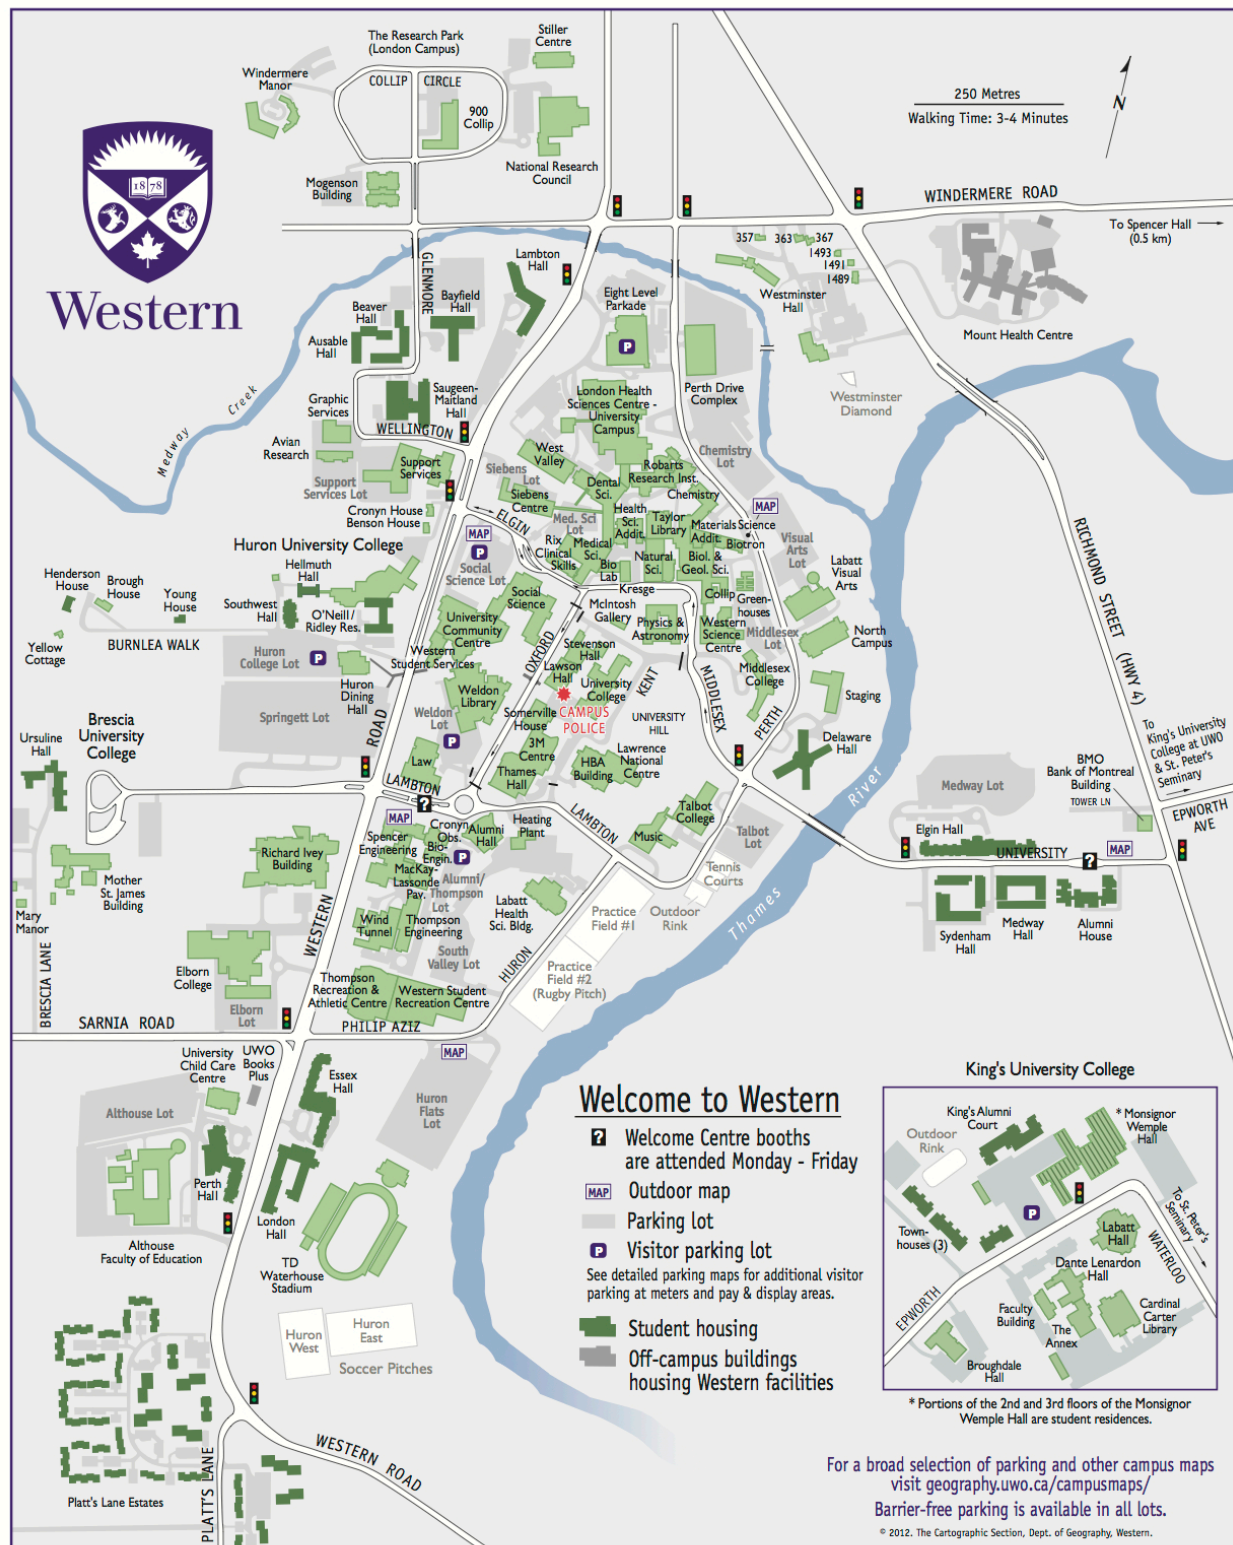 The Research Park
(London Campus)
Stiller
Centre
Windermere
Manor
COLLIP
CIRCLE
900
Collip
National Research
Council
Mogenson
Building
250 Metres
Walking Time: 3-4 Minutes
N
1878
Western
WINDERMERE ROAD
To Spencer Hall
(0.5 km)
357
363
367
1493
1491
1489
Westminster
Hall
Mount Health Centre
Westminster
Diamond
GLENMORE
Lambton
Hall
Bayfield
Hall
Beaver
Hall
Ausable
Hall
Eight Level
Parkade
P
Medway Creek
Saugeen-
Maitland
Hall
Graphic
Services
WELLINGTON
Avian
Research
Support
Services
Support
Services Lot
Cronyn House
Benson House
London Health
Sciences Centre -
University
Campus
Perth Drive
Complex
Chemistry
Lot
West
Valley
Siebens
Lot
Siebens
Centre
Robarts
Research Inst.
Dental
Sci.
Chemistry
MAP
ELGIN
Med. Sci
Lot
Health
Sci.
Addit.
Taylor
Library
Materials Science
Addit.
Biotron
Visual
Arts
Lot
Labatt
Visual
Arts
MAP
P
Social
Science Lot
Rix
Clinical
Skills
Medical
Sci.
Bio
Lab
Natural
Sci.
Biol. &
Geol. Sci.
Kresge
Collip
Green-
houses
Huron University College
Hellmuth
Hall
Henderson
House
Brough
House
Young
House
Southwest
Hall
O'Neill/
Ridley Res.
BURNLEA WALK
Yellow
Cottage
Huron
College Lot
P
Huron
Dining
Hall
Springett Lot
Social
Science
University
Community
Centre
Western
Student Services
McIntosh
Gallery
Physics &
Astronomy
Western
Science
Centre
Middlesex
Lot
North
Campus
Middlesex
College
Staging
OXFORD
Stevenson
Hall
Lawson
Hall
University
College
KENT
MIDDLESEX
CAMPUS
POLICE
UNIVERSITY
HILL
PERTH
Weldon
Library
Weldon
Lot
P
Somerville
House
3M
Centre
Thames
Hall
HBA
Building
Lawrence
National
Centre
Delaware
Hall
RICHMOND STREET (HWY 4)
To
King's University
College at UWO
& St. Peter's
Seminary
EPWORTH
AVE
BMO
Bank of Montreal
Building
TOWER LN
Medway Lot
Elgin Hall
UNIVERSITY
?
MAP
Sydenham
Hall
Medway
Hall
Alumni
House
Brescia
University
College
Ursuline
Hall
ROAD
Law
LAMBTON
?
MAP
LAMBTON
Talbot
College
Music
Talbot
Lot
Tennis
Courts
Thames River
Richard Ivey
Building
Mother
St. James
Building
Mary
Manor
BRESCIA LANE
Spencer
Engineering
Cronyn
Obs.
Bio-
Engin.
Alumni
Hall
P
Heating
Plant
MacKay-
Lassonde
Pav.
Alumni/
Thompson
Lot
Labatt
Health
Sci. Bldg.
Practice
Field #1
Outdoor
Rink
WESTERN
Wind
Tunnel
Thompson
Engineering
South
Valley Lot
HURON
Practice
Field #2
(Rugby Pitch)
Elborn
College
Elborn
Lot
Thompson
Recreation &
Athletic Centre
Western Student
Recreation Centre
SARNIA ROAD
PHILIP AZIZ
MAP
University
Child Care
Centre
UWO
Books
Plus
Essex
Hall
Huron
Flats
Lot
Althouse Lot
Perth
Hall
London
Hall
Althouse
Faculty of Education
TD
Waterhouse
Stadium
Huron
West
Huron
East
Soccer Pitches
Platt's Lane Estates
PLATT'S LANE
WESTERN ROAD
Welcome to Western
? Welcome Centre booths
are attended Monday - Friday
MAP Outdoor map
Parking lot
P Visitor parking lot
See detailed parking maps for additional visitor
parking at meters and pay & display areas.
Student housing
Off-campus buildings
housing Western facilities
King's University College
King's Alumni
Court
* Monsignor
Wemple
Hall
Outdoor
Rink
Town-
houses (3)
P
To St. Peter's
Seminary
Labatt
Hall
WATERLOO
Dante Lenardon
Hall
EPWORTH
Faculty
Building
The
Annex
Cardinal
Carter
Library
Broughdale
Hall
* Portions of the 2nd and 3rd floors of the Monsignor
Wemple Hall are student residences.
For a broad selection of parking and other campus maps
visit geography.uwo.ca/campusmaps/
Barrier-free parking is available in all lots.
© 2012. The Cartographic Section, Dept. of Geography, Western.